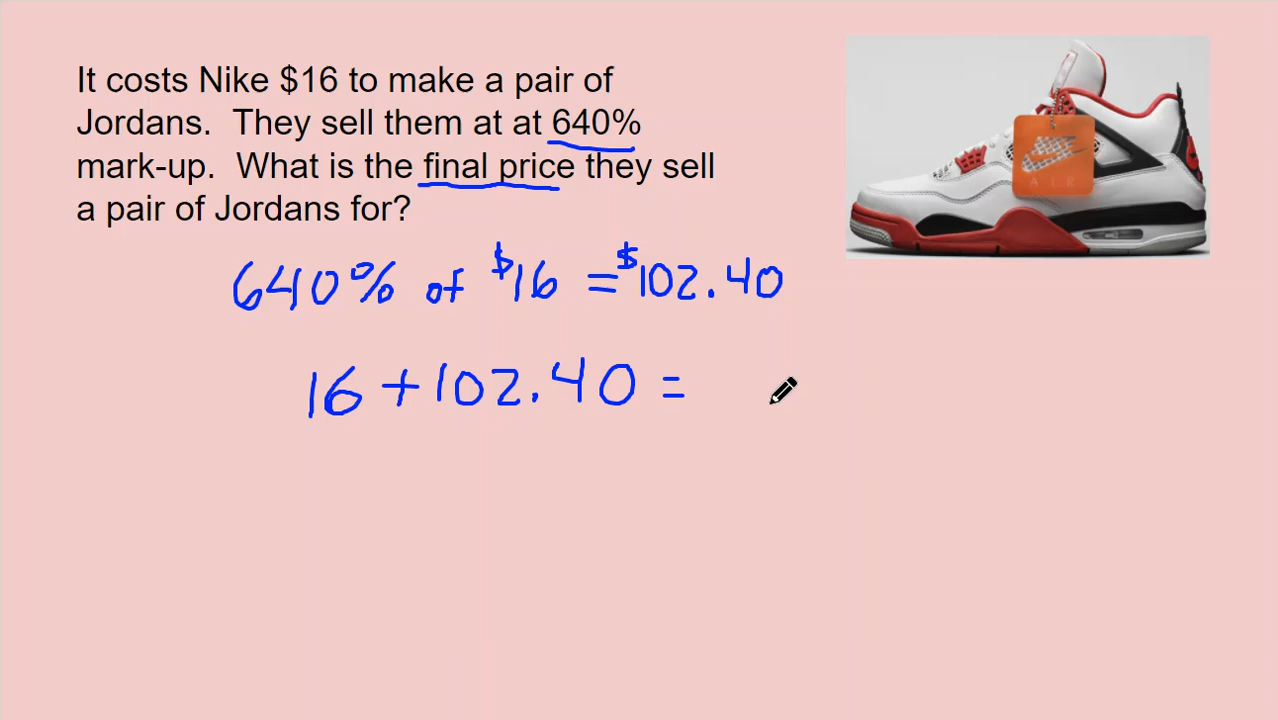 It costs Nike $16 to make a pair of
Jordans. They sell them at at 640%
mark-up. What is the final price they sell
a pair of Jordans for?
640% of $16 = $102.40
16 + 102.40 =
AIR